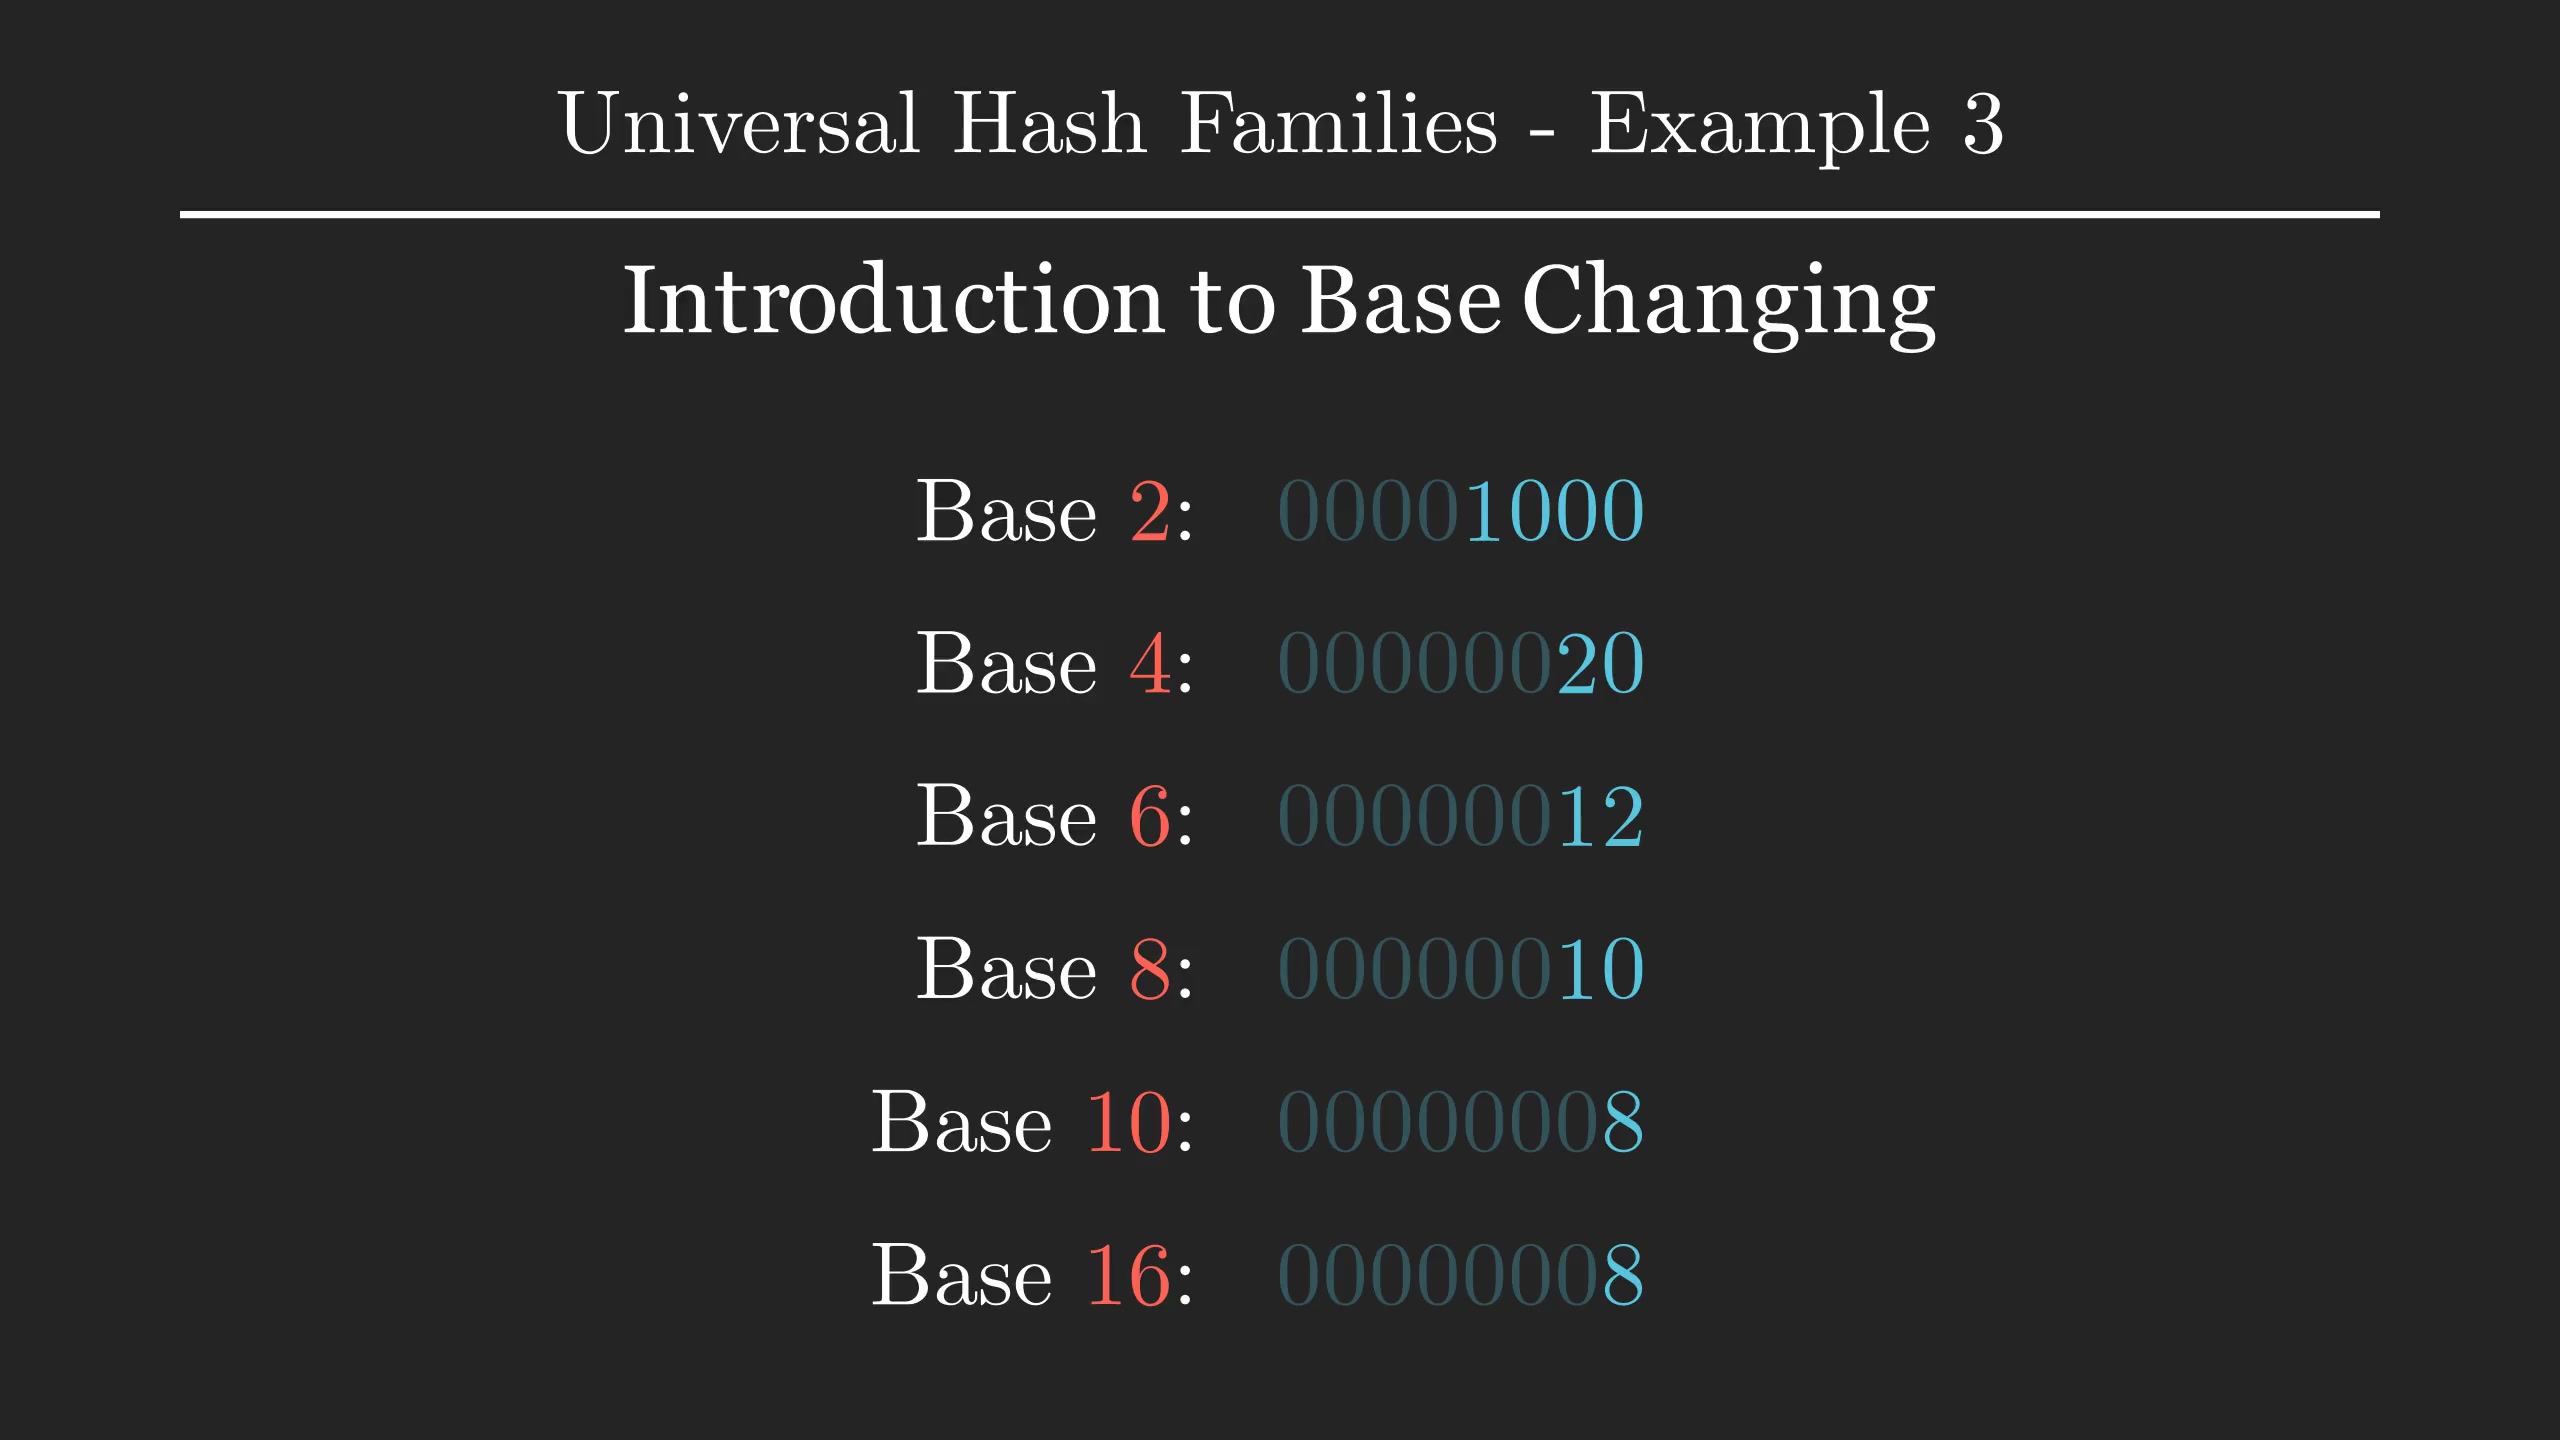 Universal Hash Families - Example 3
Introduction to Base Changing
Base 2: 00001000
Base 4: 00000020
Base 6: 00000012
Base 8: 00000010
Base 10: 00000008
Base 16: 00000008